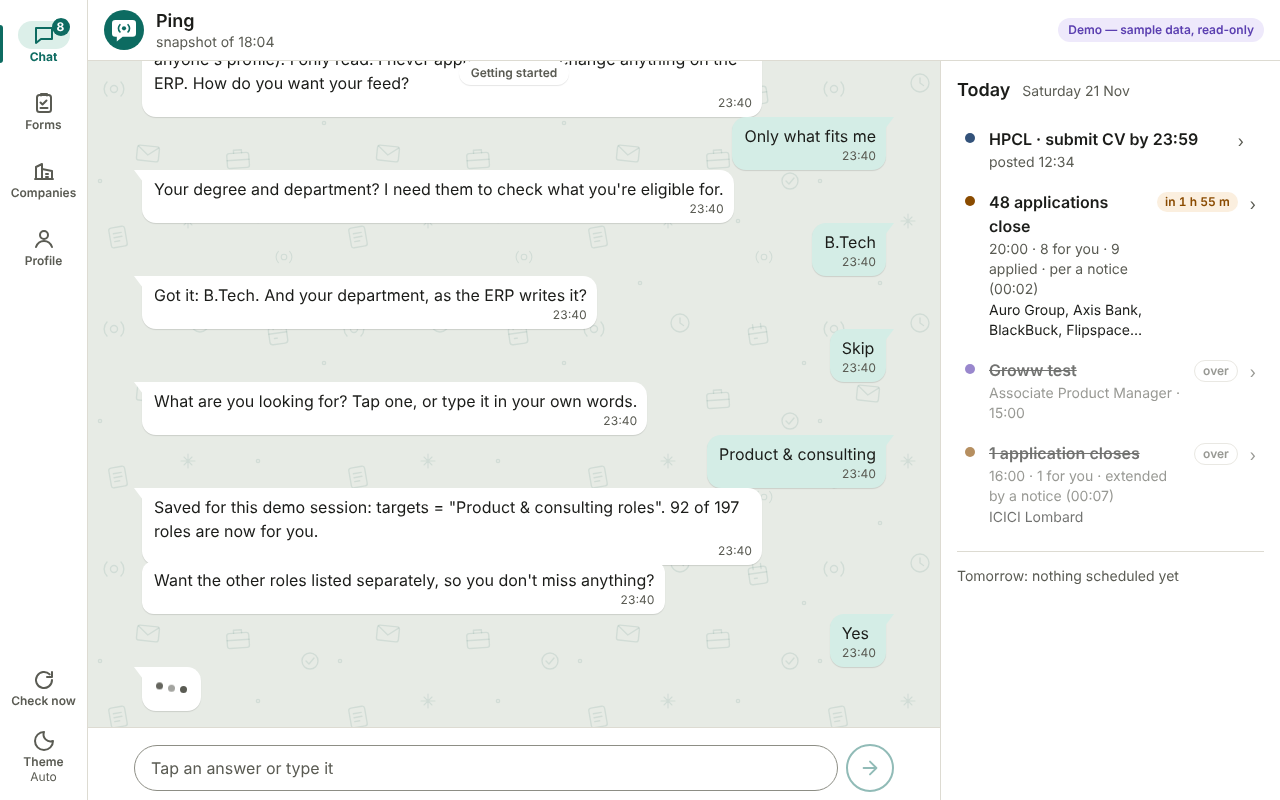 8
Chat
Forms
Companies
Profile
Check now
Theme
Auto
Ping
snapshot of 18:04
Demo — sample data, read-only
Getting started
ERP. How do you want your feed?
23:40
Only what fits me
23:40
Your degree and department? I need them to check what you're eligible for.
23:40
B.Tech
23:40
Got it: B.Tech. And your department, as the ERP writes it?
23:40
Skip
23:40
What are you looking for? Tap one, or type it in your own words.
23:40
Product & consulting
23:40
Saved for this demo session: targets = "Product & consulting roles". 92 of 197
roles are now for you.
23:40
Want the other roles listed separately, so you don't miss anything?
23:40
Yes
23:40
Tap an answer or type it
Today Saturday 21 Nov
HPCL · submit CV by 23:59
posted 12:34
48 applications
close
in 1 h 55 m
20:00 · 8 for you · 9
applied · per a notice
(00:02)
Auro Group, Axis Bank,
BlackBuck, Flipspace...
Groww test
over
Associate Product Manager ·
15:00
1 application closes
over
16:00 · 1 for you · extended
by a notice (00:07)
ICICI Lombard
Tomorrow: nothing scheduled yet